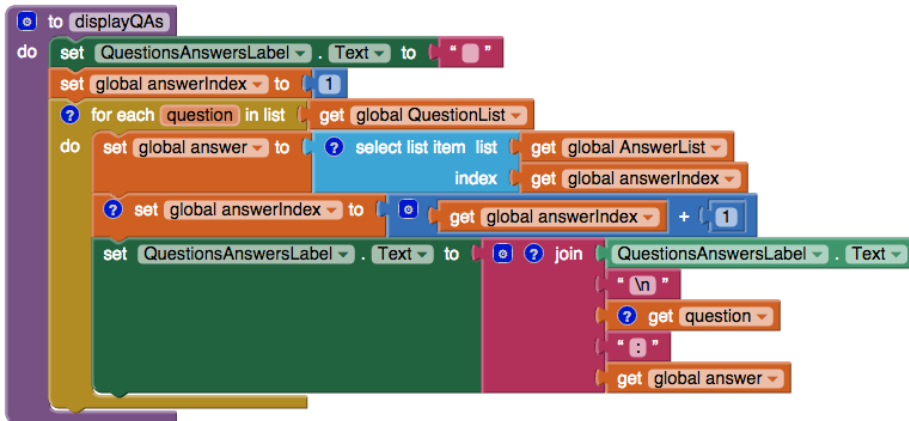 to displayQAs
do set QuestionsAnswersLabel . Text to " "
set global answerIndex to 1
? for each question in list get global QuestionList
do set global answer to ? select list item list get global AnswerList
index get global answerIndex
? set global answerIndex to get global answerIndex + 1
set QuestionsAnswersLabel . Text to ? join QuestionsAnswersLabel . Text
" \n "
? get question
" : "
get global answer